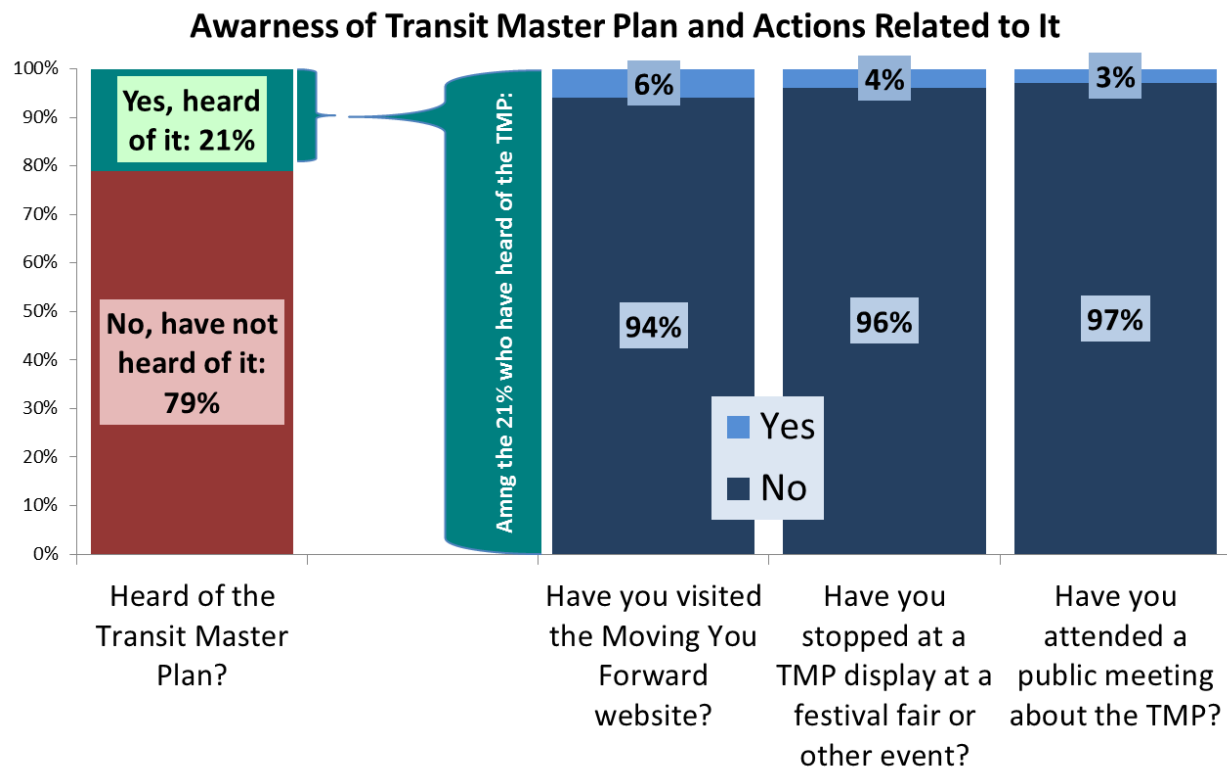 Awarness of Transit Master Plan and Actions Related to It
100%
90%
80%
70%
60%
50%
40%
30%
20%
10%
0%
Yes, heard
of it: 21%
No, have not
heard of it:
79%
Amng the 21% who have heard of the TMP:
6%
94%
4%
96%
3%
97%
Yes
No
Heard of the
Transit Master
Plan?
Have you visited
the Moving You
Forward
website?
Have you
stopped at a
TMP display at a
festival fair or
other event?
Have you
attended a
public meeting
about the TMP?